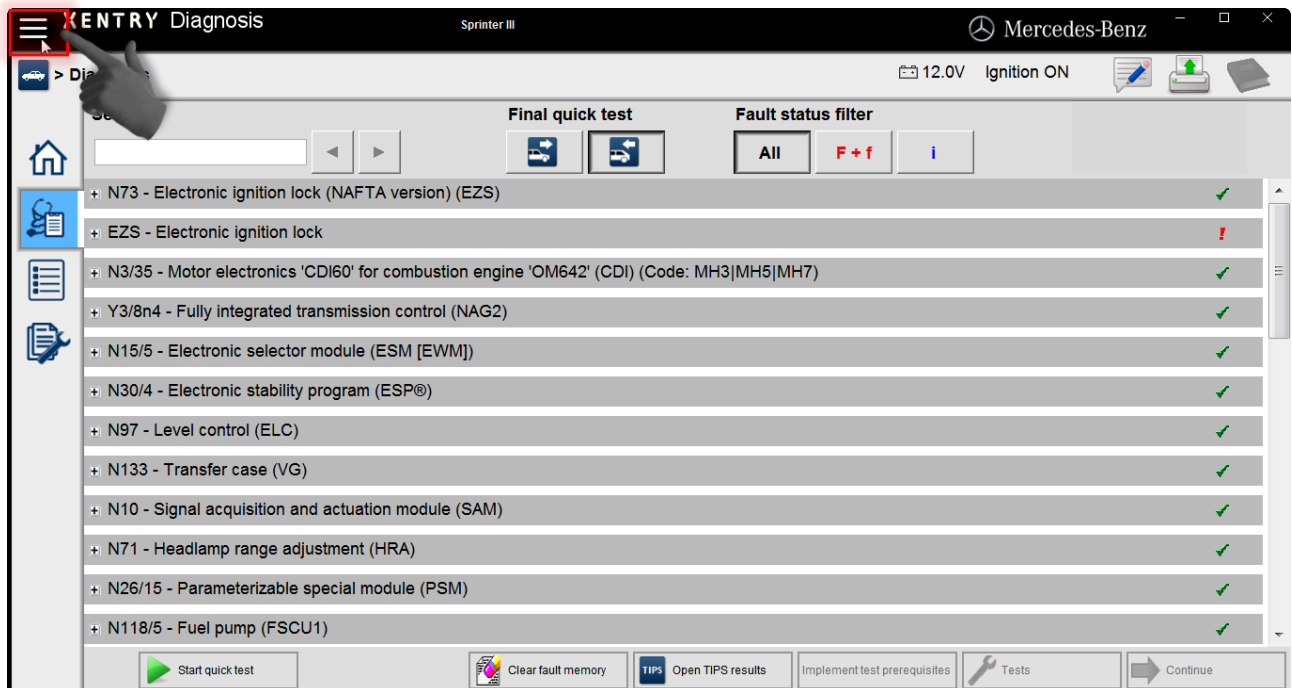 XENTRY Diagnosis
Sprinter III
Mercedes-Benz
12.0V Ignition ON
Final quick test
Fault status filter
All
F + f
i
N73 - Electronic ignition lock (NAFTA version) (EZS)
EZS - Electronic ignition lock
N3/35 - Motor electronics 'CDI60' for combustion engine 'OM642' (CDI) (Code: MH3|MH5|MH7)
Y3/8n4 - Fully integrated transmission control (NAG2)
N15/5 - Electronic selector module (ESM [EWM])
N30/4 - Electronic stability program (ESP®)
N97 - Level control (ELC)
N133 - Transfer case (VG)
N10 - Signal acquisition and actuation module (SAM)
N71 - Headlamp range adjustment (HRA)
N26/15 - Parameterizable special module (PSM)
N118/5 - Fuel pump (FSCU1)
Start quick test
Clear fault memory
TIPS Open TIPS results
Implement test prerequisites
Tests
Continue